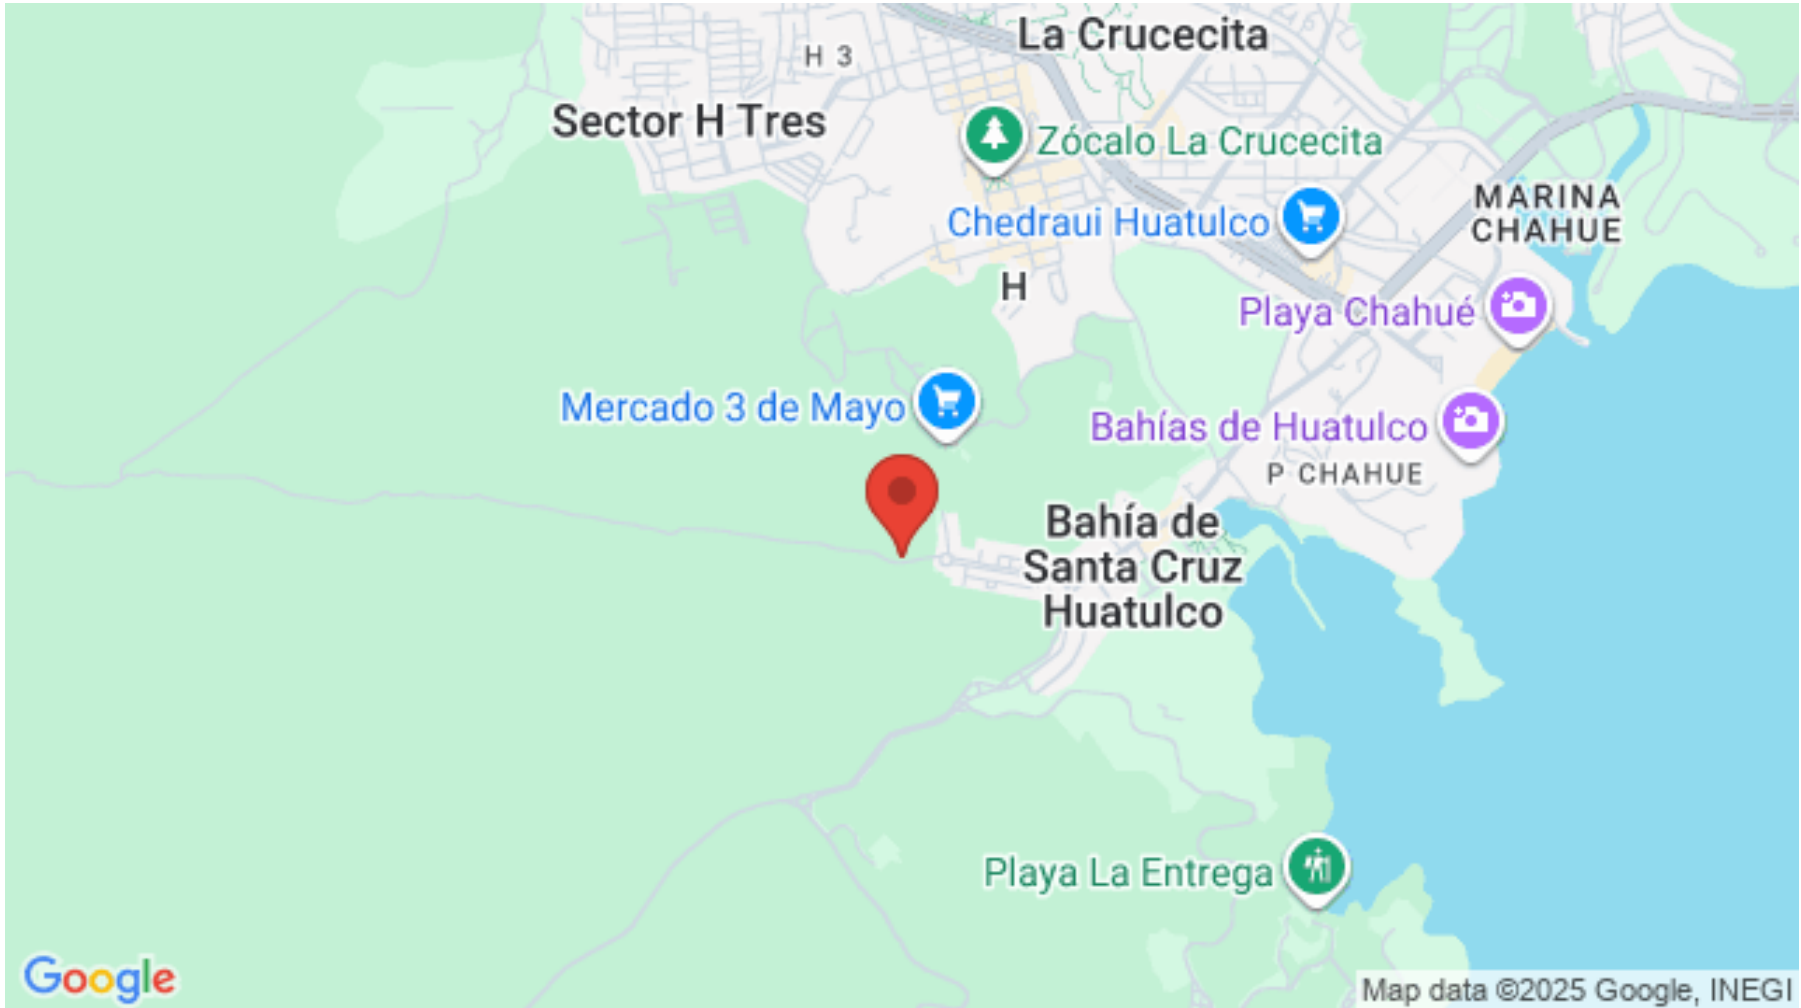 La Crucecita
H 3
Sector H Tres
Zócalo La Crucecita
MARINA
CHAHUE
Chedraui Huatulco
H
Playa Chahué
Mercado 3 de Mayo
Bahías de Huatulco
P CHAHUE
Bahía de
Santa Cruz
Huatulco
Playa La Entrega
Google
Map data ©2025 Google, INEGI